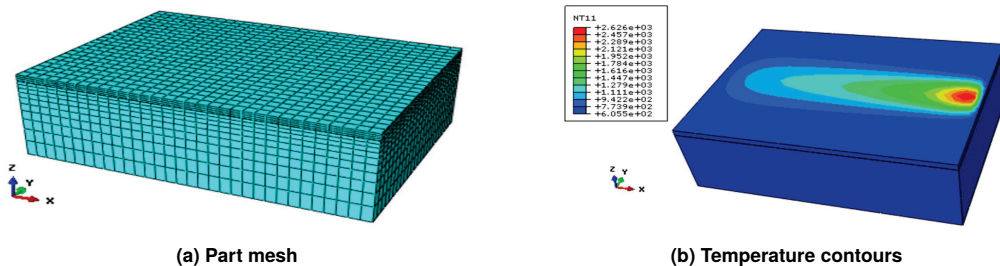 NT11
+2.626e+03
+2.457e+03
+2.289e+03
+2.121e+03
+1.952e+03
+1.784e+03
+1.616e+03
+1.447e+03
+1.279e+03
+1.111e+03
+9.422e+02
+7.739e+02
+6.055e+02
Z
Y
X
Z
Y
X
(a) Part mesh
(b) Temperature contours